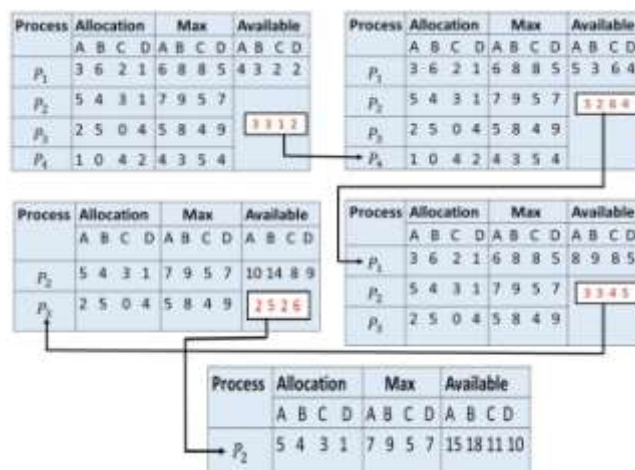 Process Allocation Max Available
A B C D A B C D A B C D
P1 3 6 2 1 6 8 8 5 4 3 2 2
P2 5 4 3 1 7 9 5 7
3 3 1 2
P3 2 5 0 4 5 8 4 9
P4 1 0 4 2 4 3 5 4
Process Allocation Max Available
A B C D A B C D A B C D
P1 3 6 2 1 6 8 8 5 5 3 6 4
P2 5 4 3 1 7 9 5 7
3 2 6 4
P3 2 5 0 4 5 8 4 9
P4 1 0 4 2 4 3 5 4
Process Allocation Max Available
A B C D A B C D A B C D
P2 5 4 3 1 7 9 5 7 10 14 8 9
P3 2 5 0 4 5 8 4 9 2 5 2 6
Process Allocation Max Available
A B C D A B C D A B C D
P1 3 6 2 1 6 8 8 5 8 9 8 5
P2 5 4 3 1 7 9 5 7 3 3 4 5
P3 2 5 0 4 5 8 4 9
Process Allocation Max Available
A B C D A B C D A B C D
P2 5 4 3 1 7 9 5 7 15 18 11 10